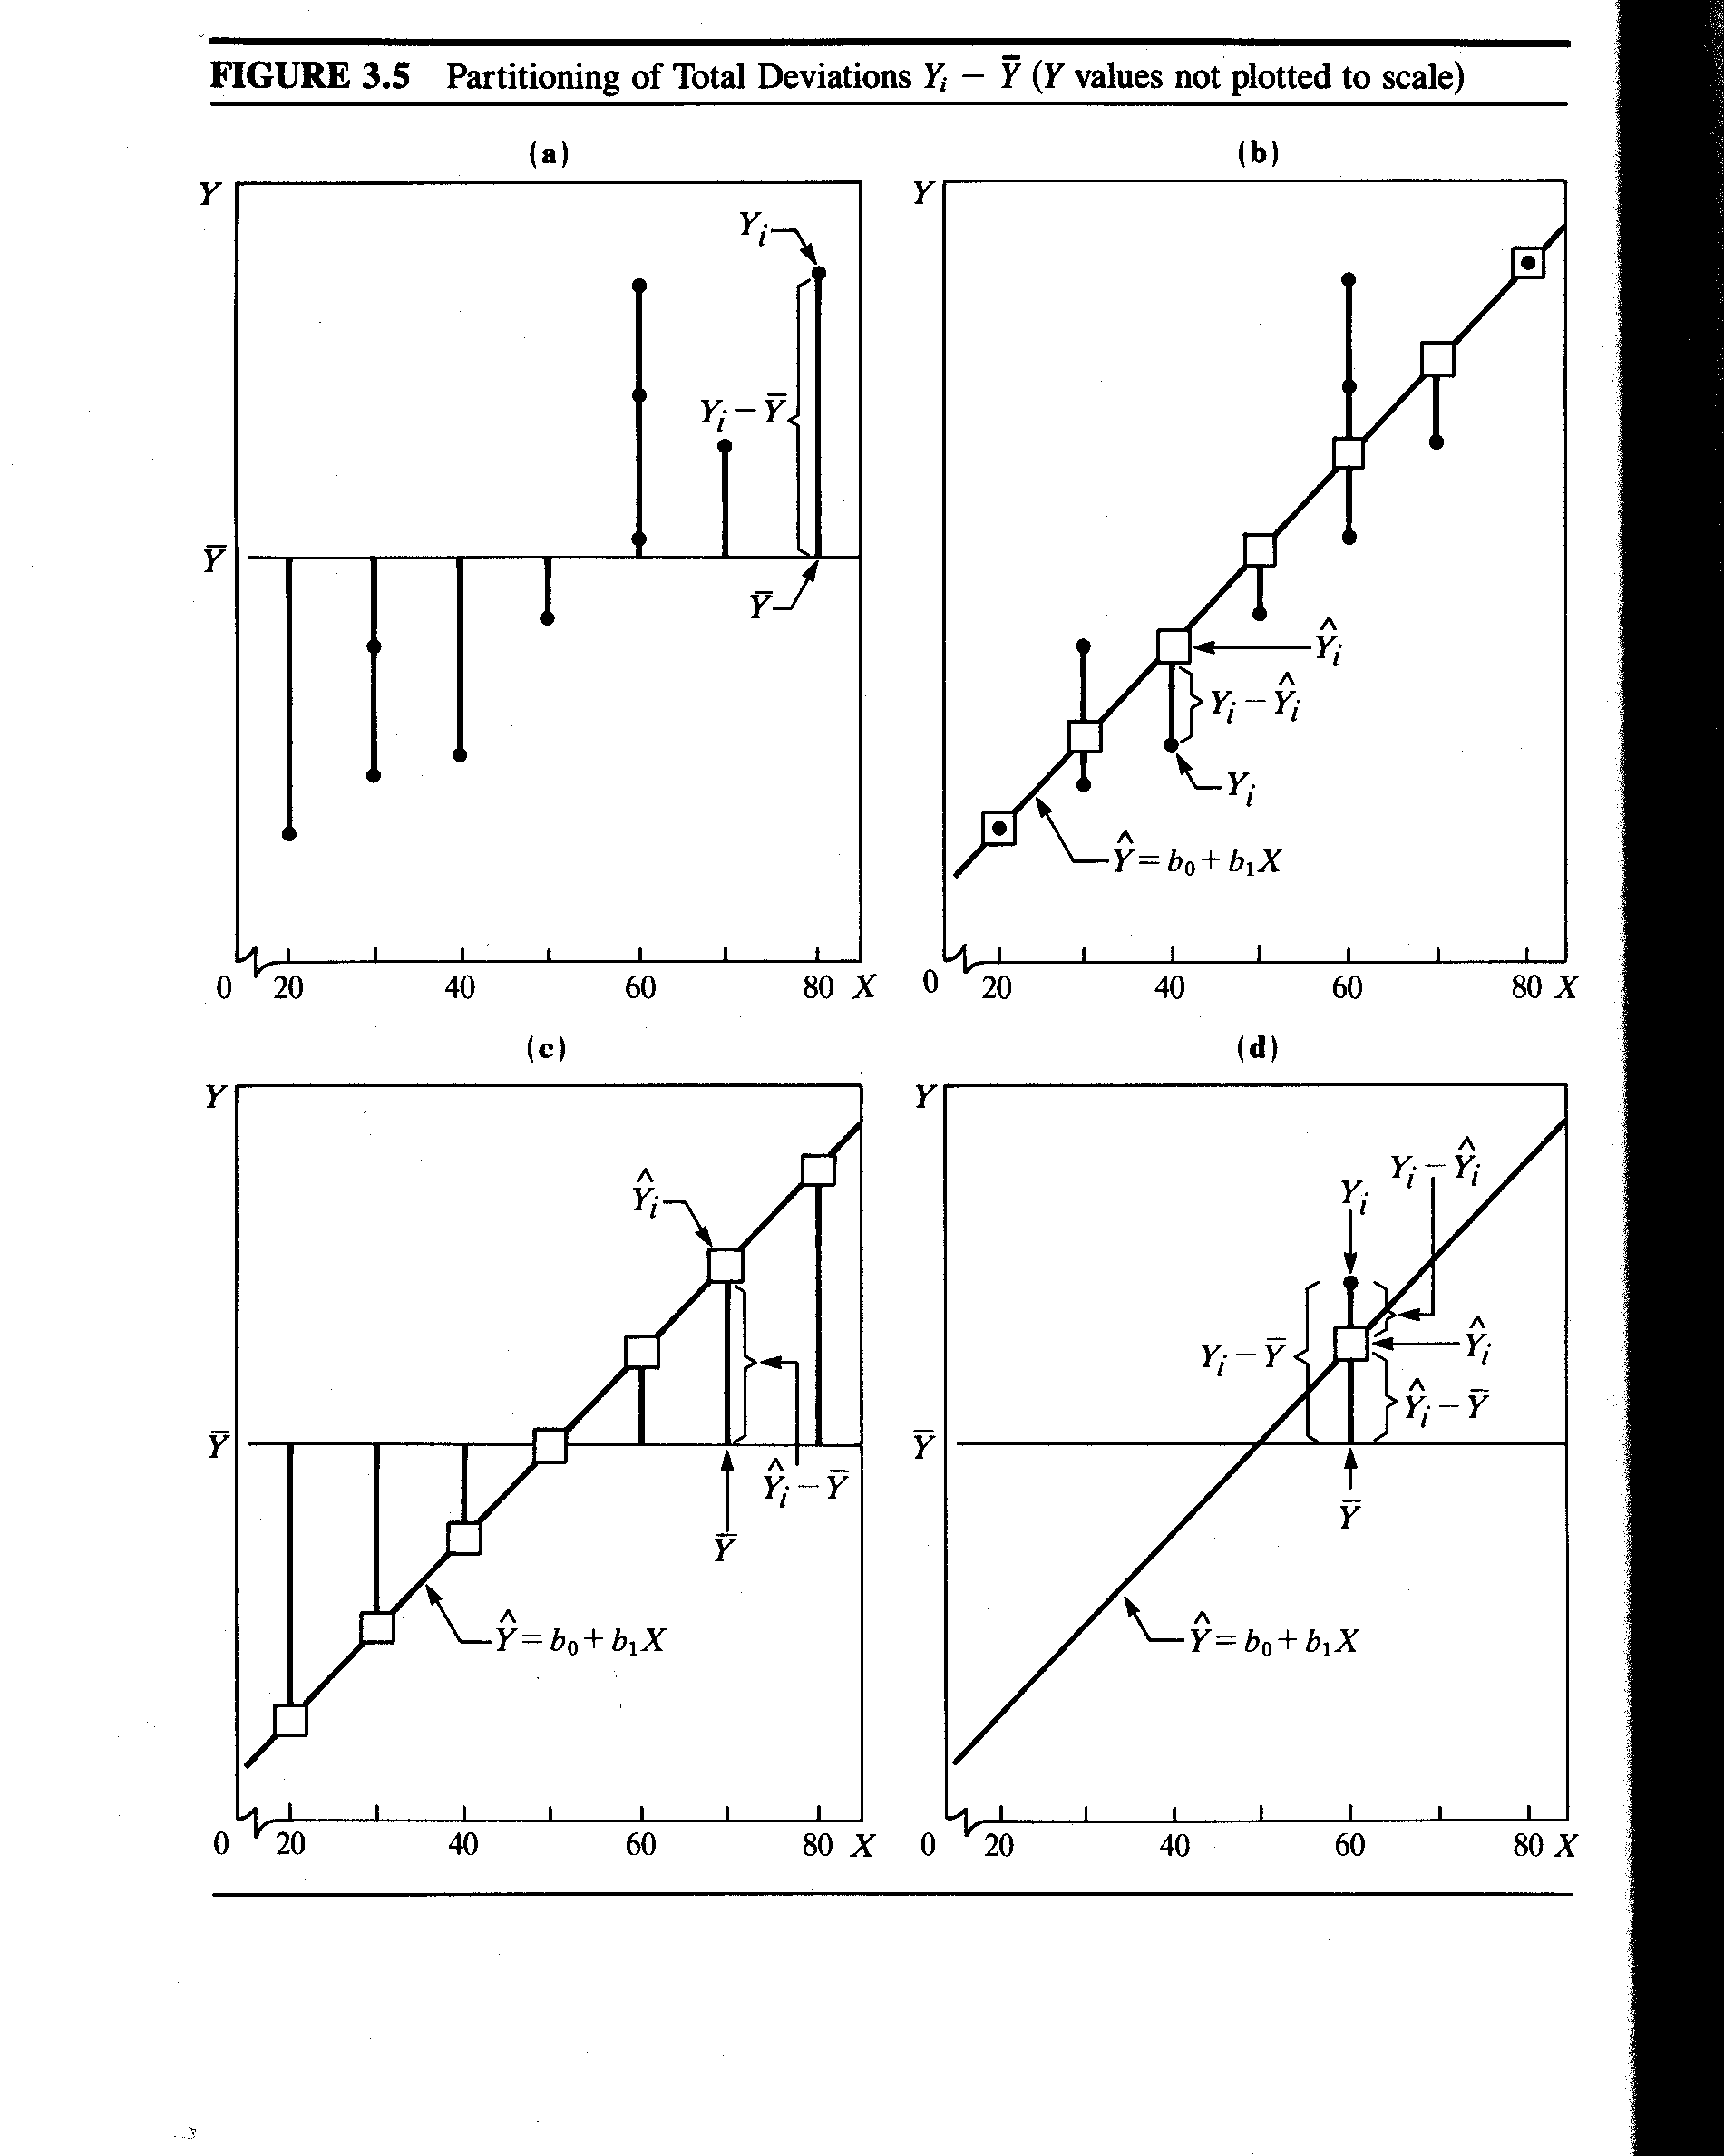 FIGURE 3.5 Partitioning of Total Deviations Yᵢ − Ȳ (Y values not plotted to scale)
(a)
Y
Yᵢ
Yᵢ − Ȳ
Ȳ
Ȳ
0 20 40 60 80 X
(b)
Y
Ŷᵢ
Yᵢ − Ŷᵢ
Yᵢ
Ŷ = b₀ + b₁X
0 20 40 60 80 X
(c)
Y
Ŷᵢ
Ȳ
Ŷᵢ − Ȳ
Ȳ
Ŷ = b₀ + b₁X
0 20 40 60 80 X
(d)
Y
Yᵢ − Ŷᵢ
Yᵢ
Ŷᵢ
Yᵢ − Ȳ
Ŷᵢ − Ȳ
Ȳ
Ȳ
Ŷ = b₀ + b₁X
0 20 40 60 80 X